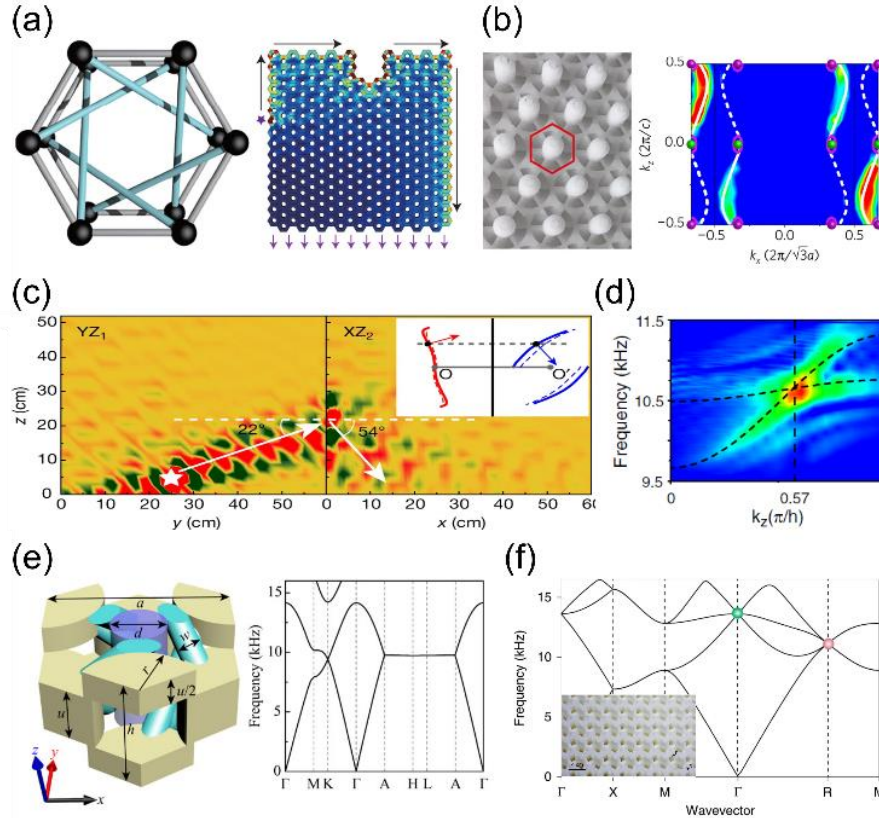 (a)
(b)
0.5
0.0
−0.5
k_z (2π/c)
−0.5
0.0
0.5
k_x (2π/√3a)
(c)
YZ₁
XZ₂
O
O'
22°
54°
z (cm)
50
40
30
20
10
0
0
10
20
30
40
50
0
10
20
30
40
50
60
y (cm)
x (cm)
(d)
11.5
10.5
9.5
Frequency (kHz)
0
0.57
k_z(π/h)
(e)
a
d
w
r
u/2
u
h
z
y
x
15
10
5
0
Frequency (kHz)
Γ
M
K
Γ
A
H
L
A
Γ
(f)
15
10
5
0
Frequency (kHz)
Γ
X
M
Γ
R
M
Wavevector